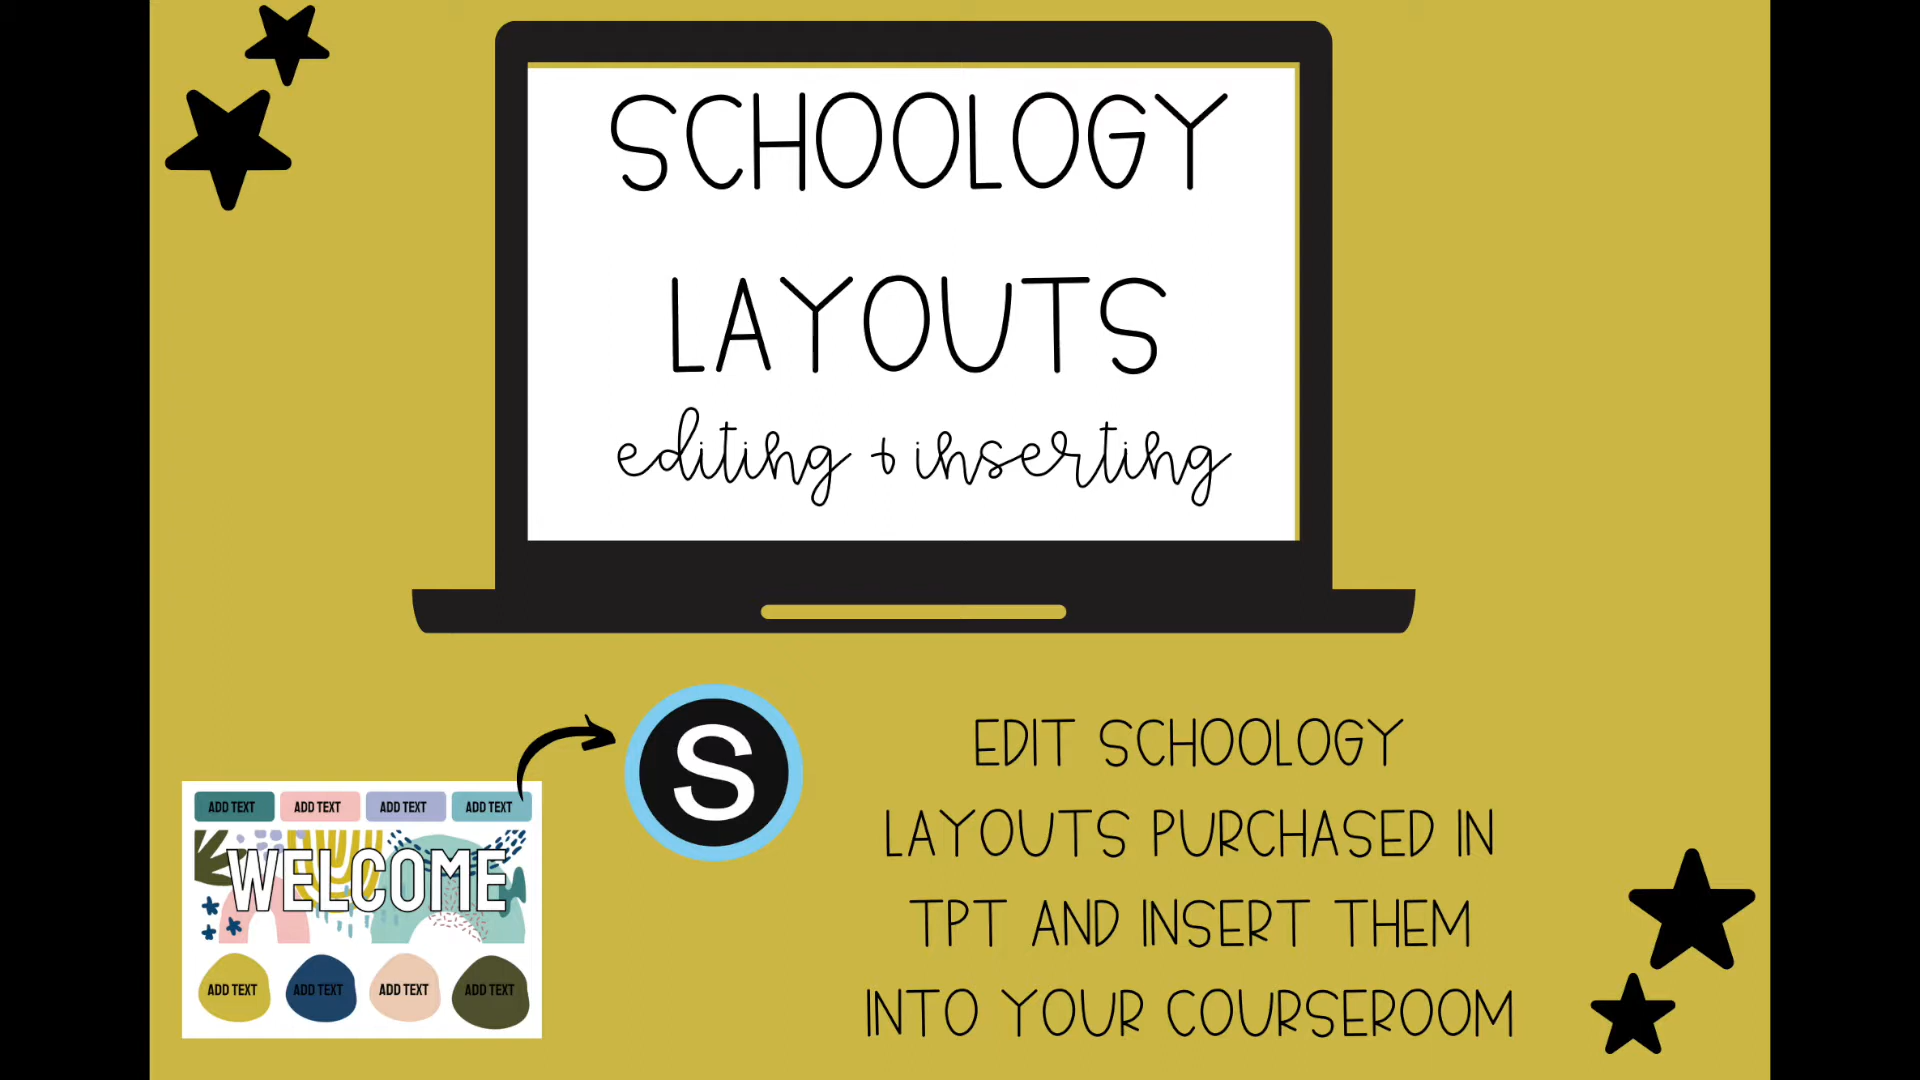 SCHOOLOGY
LAYOUTS
editing & inserting
S
EDIT SCHOOLOGY
LAYOUTS PURCHASED IN
TPT AND INSERT THEM
INTO YOUR COURSEROOM
ADD TEXT ADD TEXT ADD TEXT ADD TEXT
WELCOME
ADD TEXT ADD TEXT ADD TEXT ADD TEXT